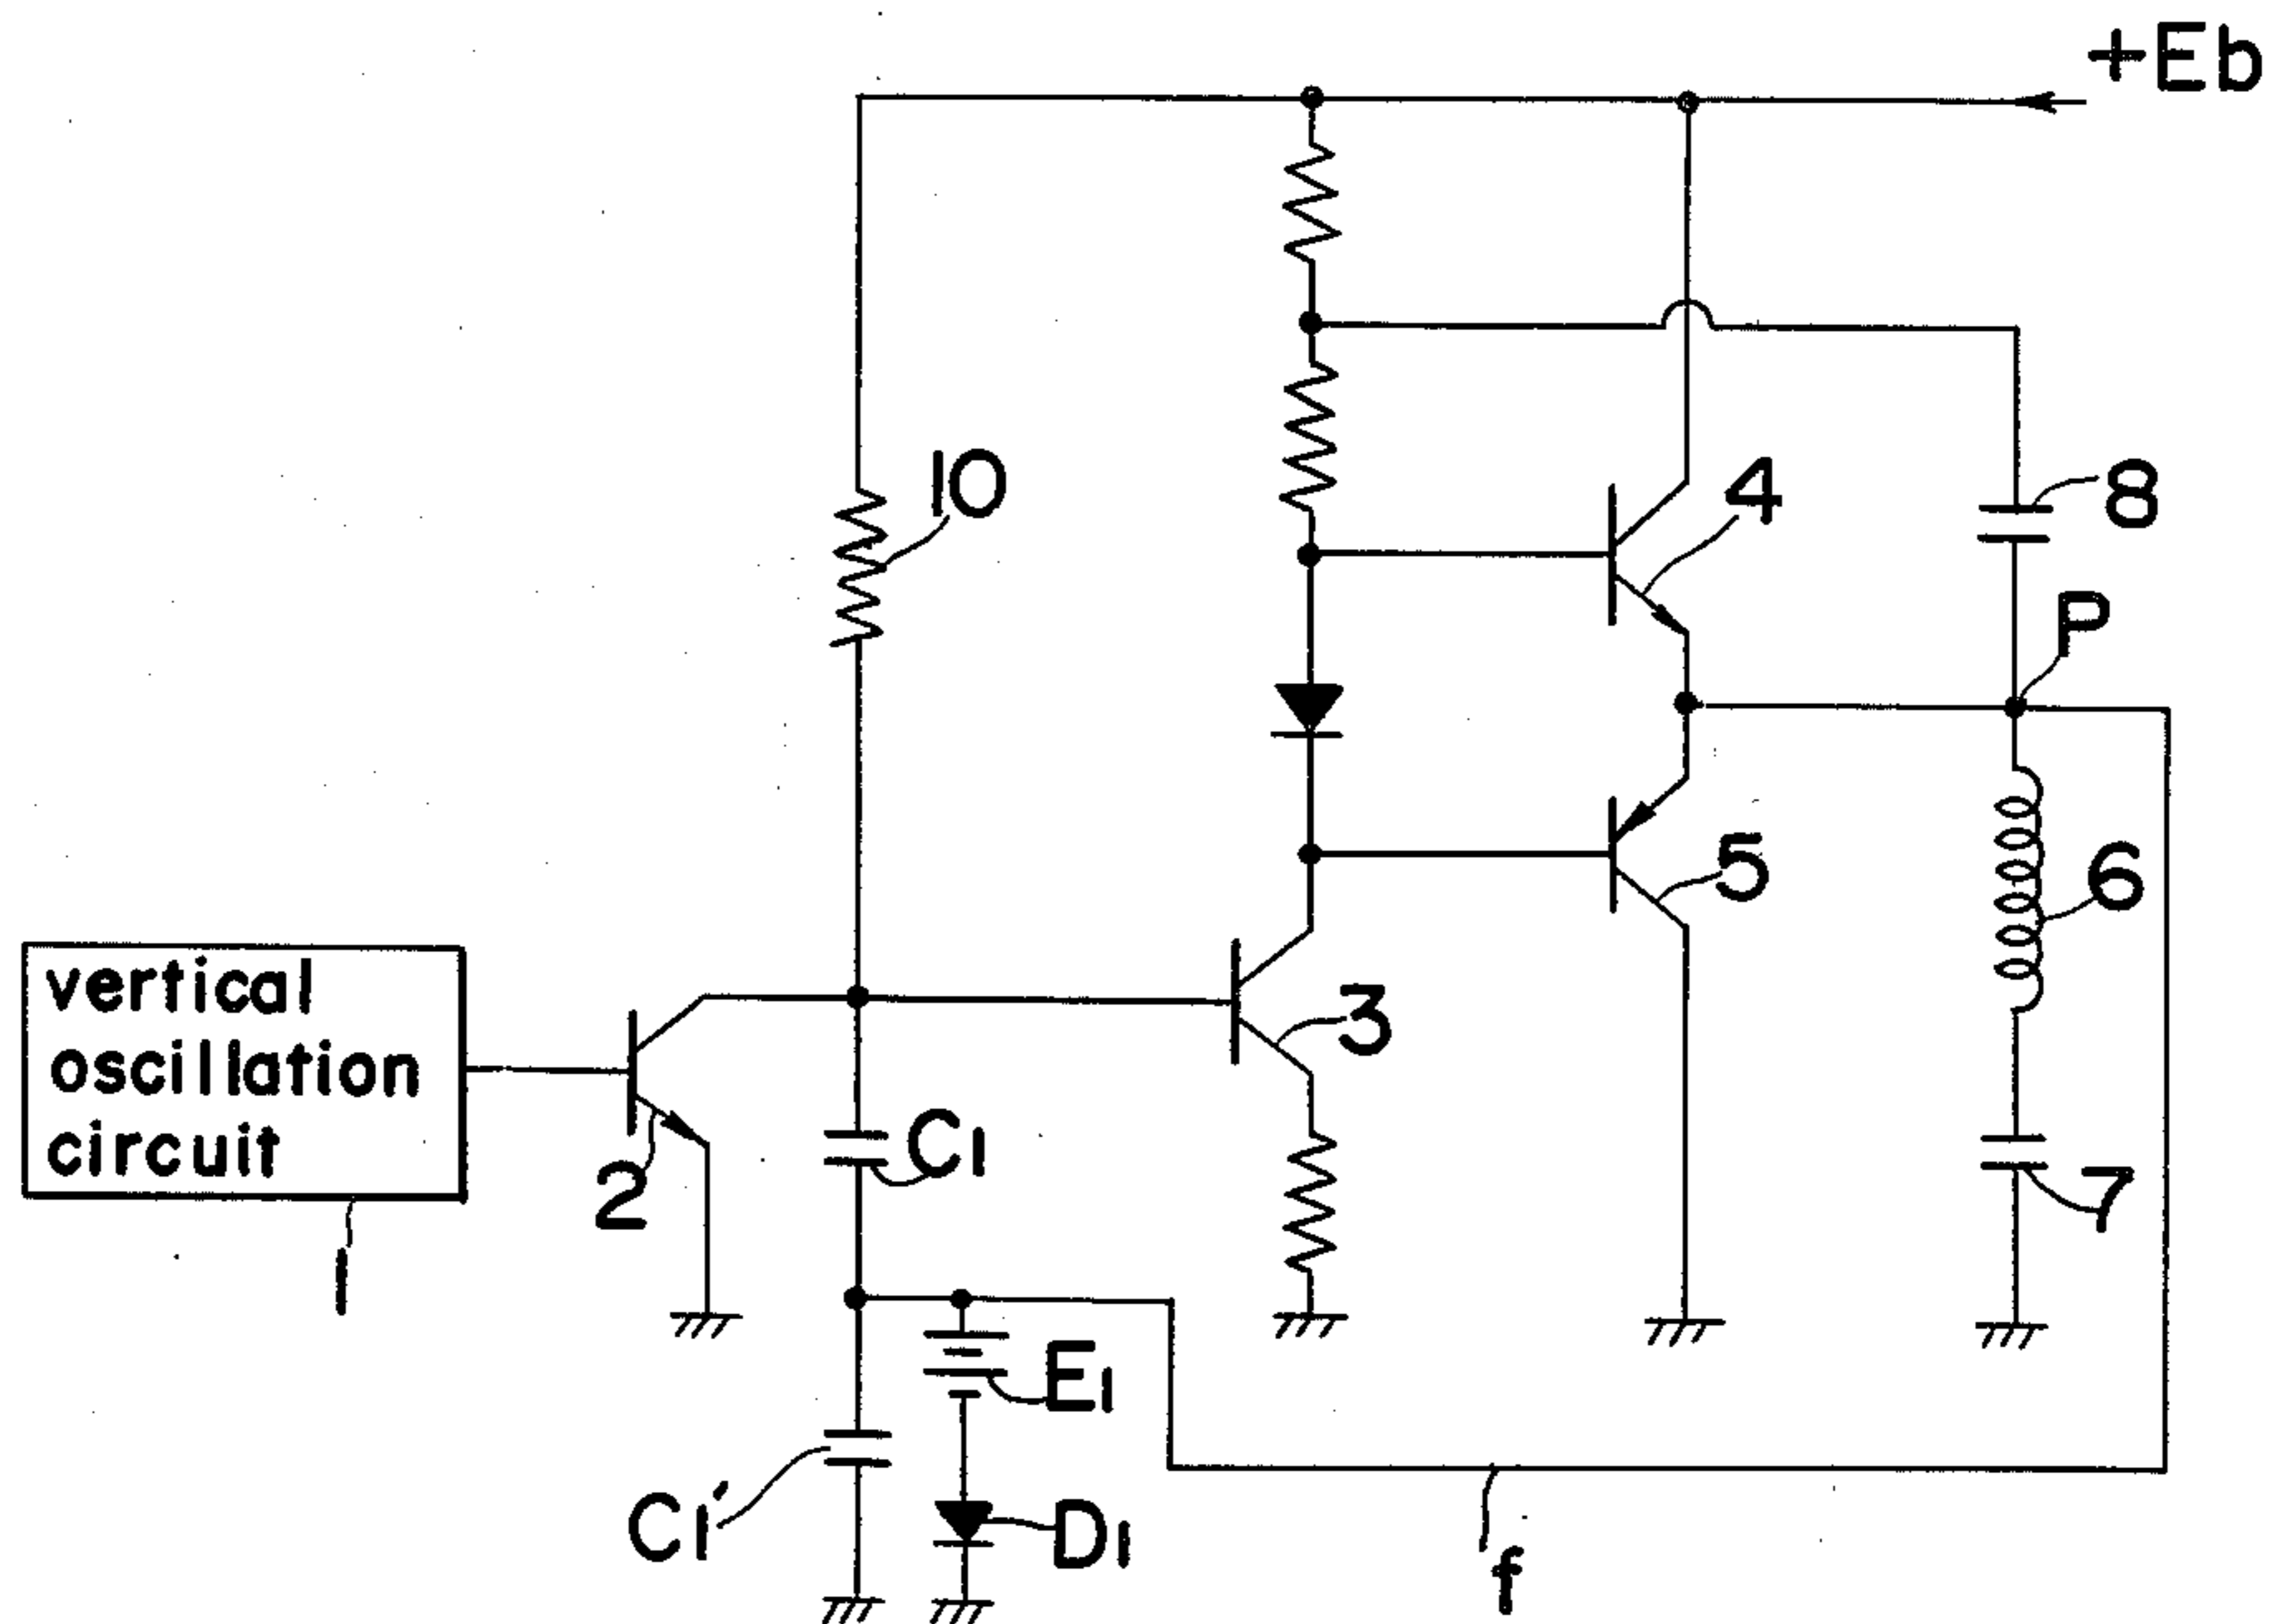 +Eb
10
4
8
P
5
6
vertical
oscillation
circuit
3
C1
2
7
1
E1
C1'
D1
f